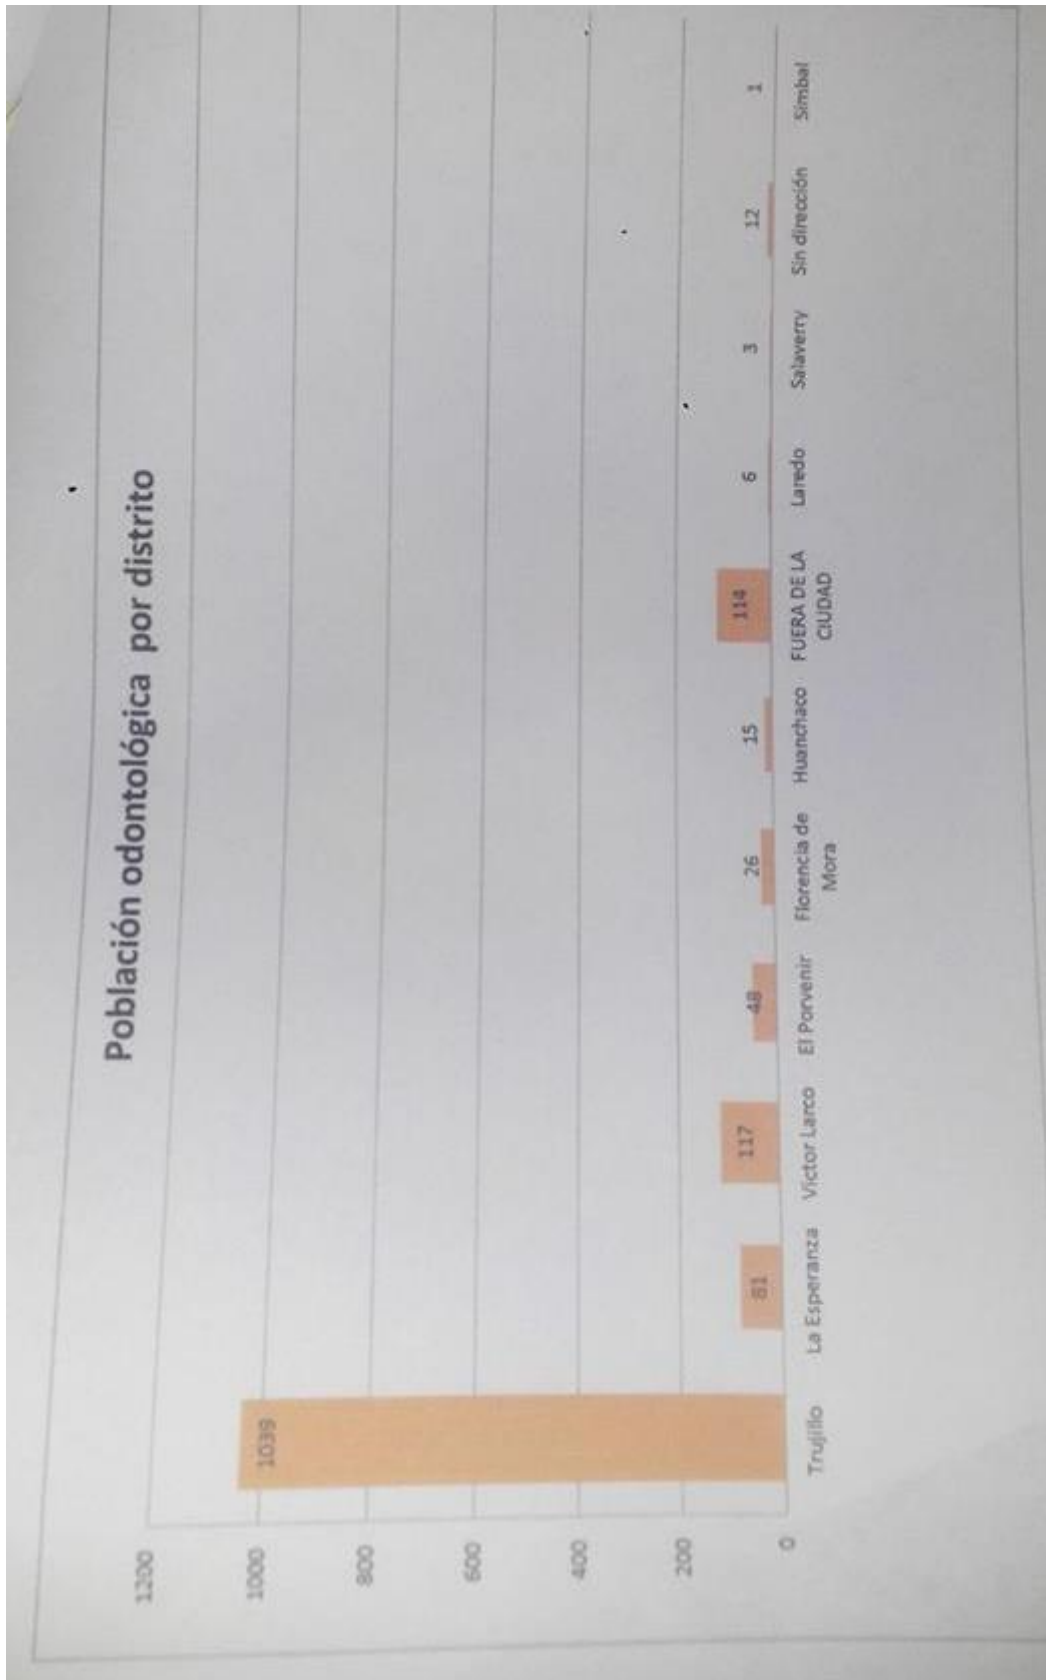 Población odontológica por distrito
1200
1000
800
600
400
200
0
1039
81
117
48
26
15
114
6
3
12
1
Trujillo
La Esperanza
Víctor Larco
El Porvenir
Florencia de
Mora
Huanchaco
FUERA DE LA
CIUDAD
Laredo
Salaverry
Sin dirección
Simbal